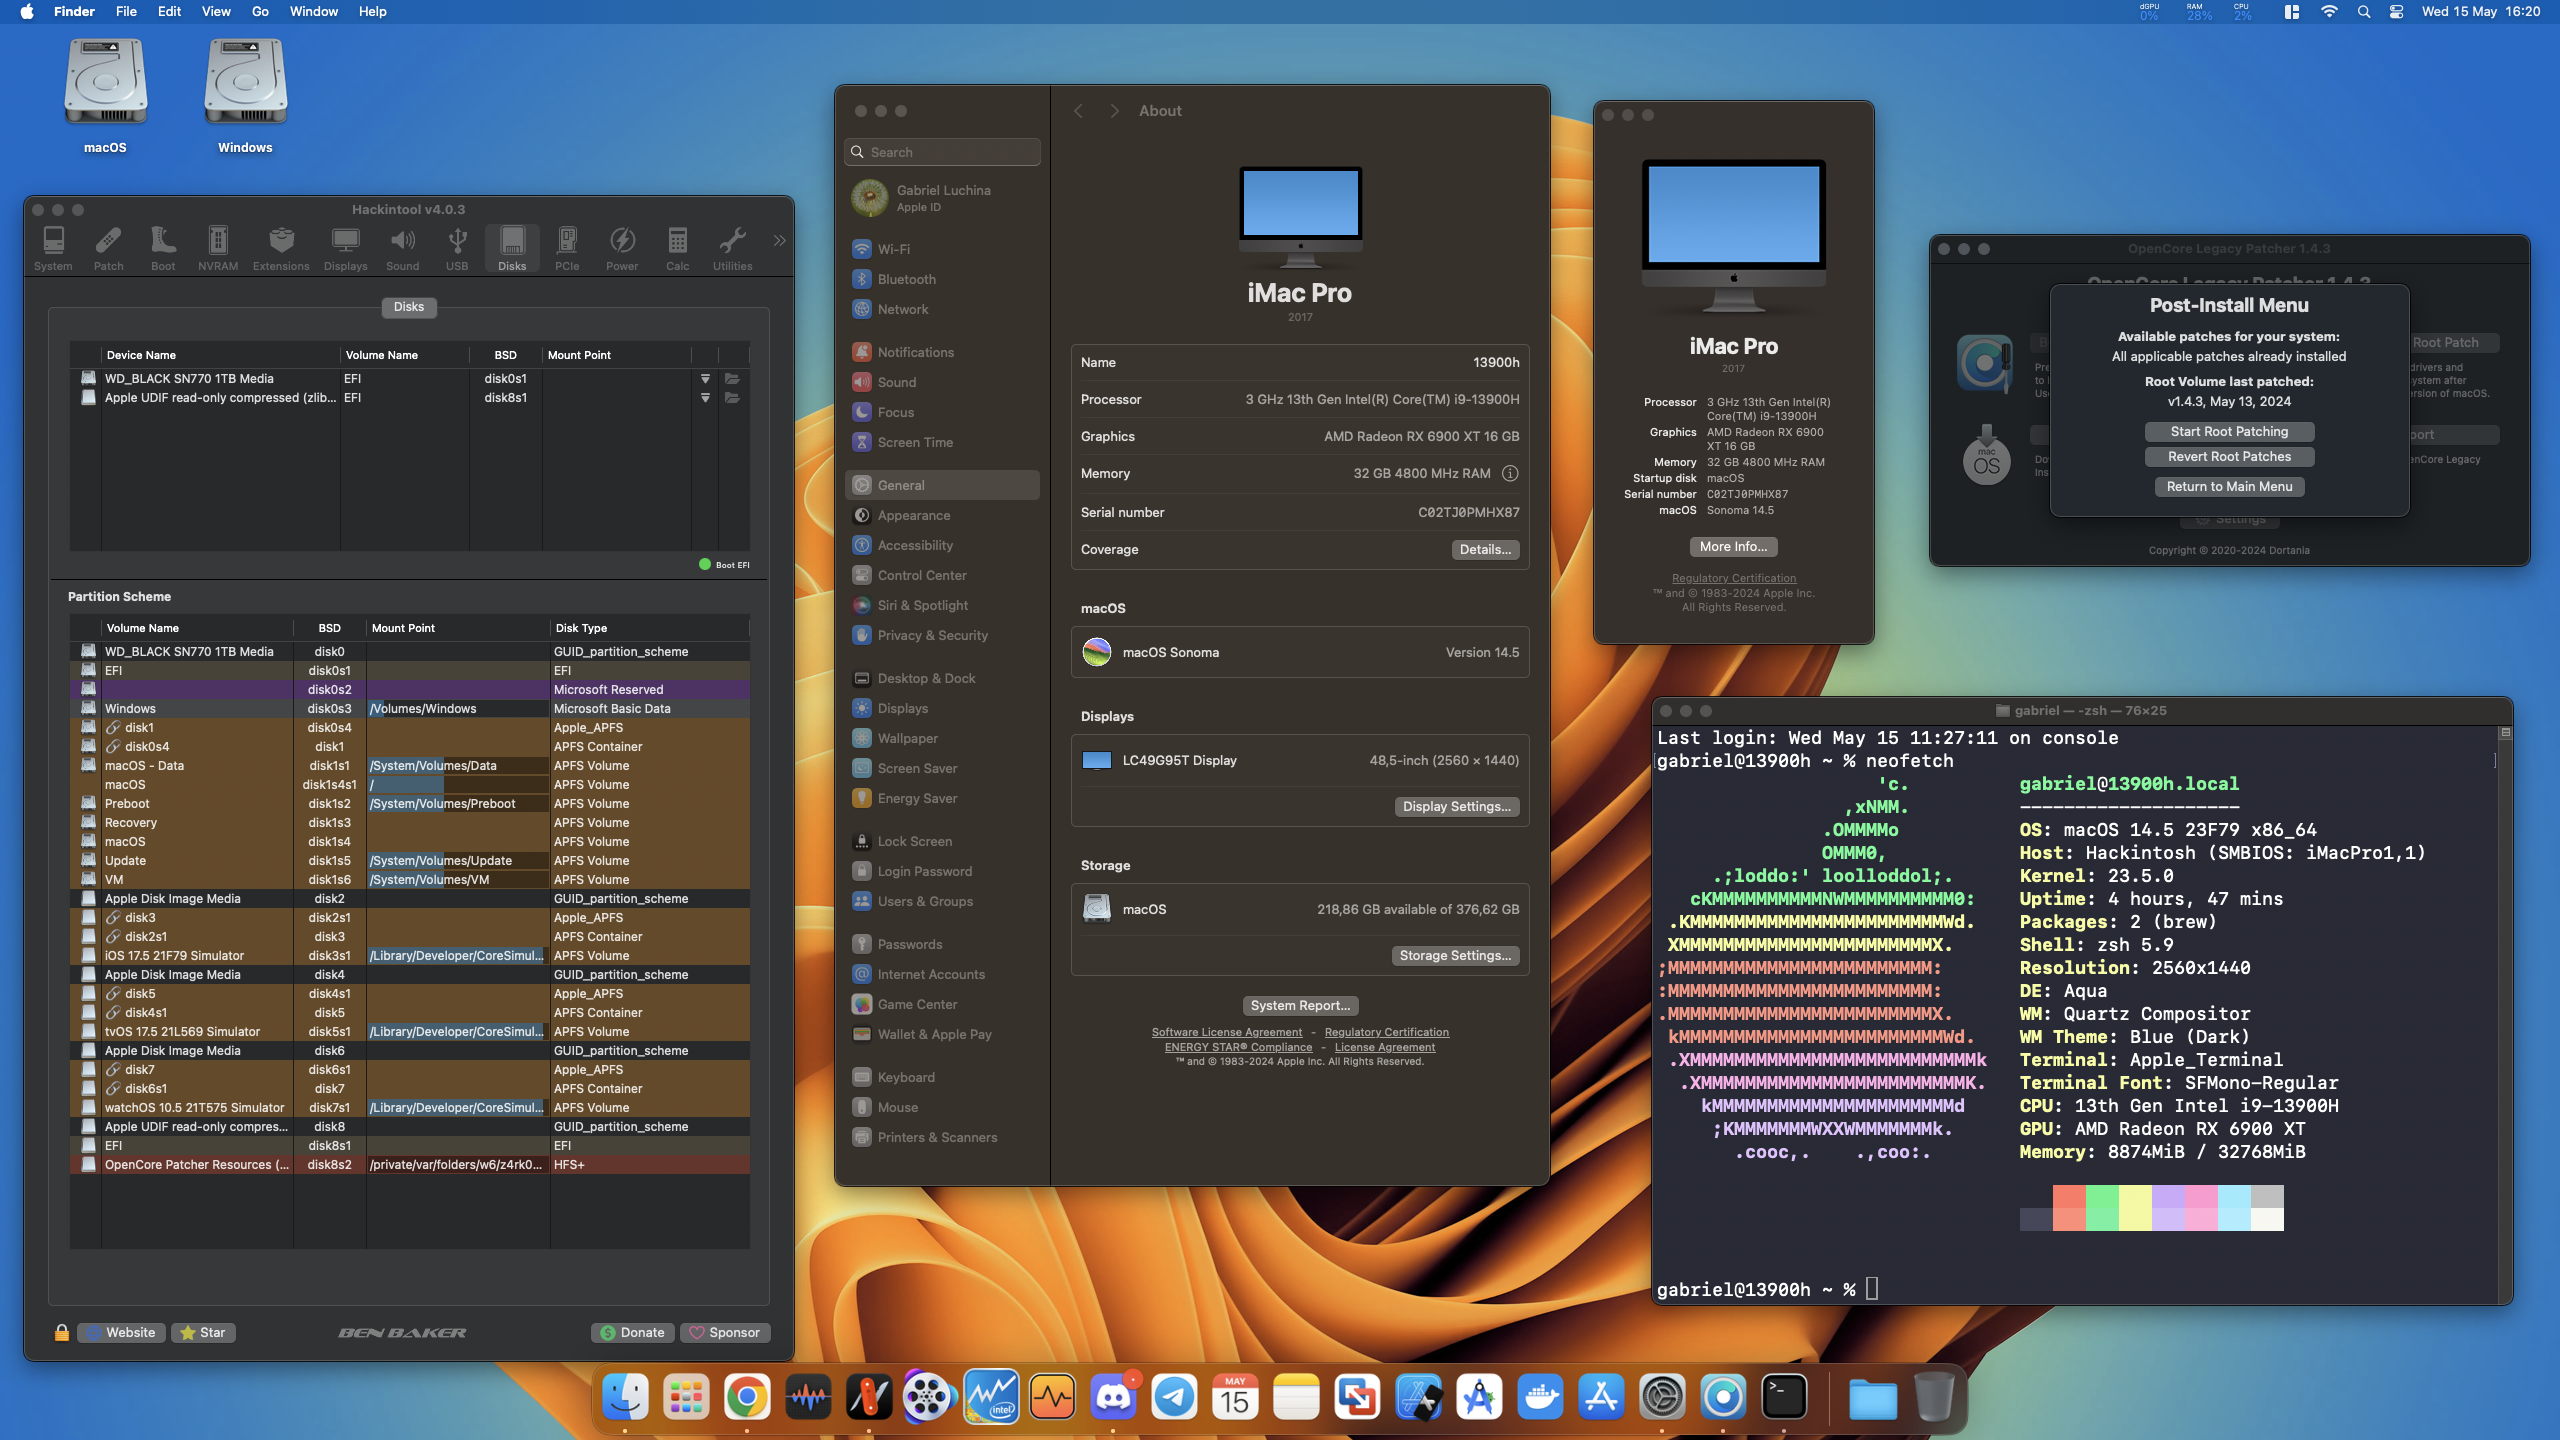 Finder File Edit View Go Window Help
dGPU 0% RAM 28% CPU 2% Wed 15 May 16:20
macOS
Windows
Hackintool v4.0.3
System Patch Boot NVRAM Extensions Displays Sound USB Disks PCIe Power Calc Utilities
Disks
Device Name Volume Name BSD Mount Point
WD_BLACK SN770 1TB Media EFI disk0s1
Apple UDIF read-only compressed (zlib... EFI disk8s1
Boot EFI
Partition Scheme
Volume Name BSD Mount Point Disk Type
WD_BLACK SN770 1TB Media disk0 GUID_partition_scheme
EFI disk0s1 EFI
disk0s2 Microsoft Reserved
Windows disk0s3 /Volumes/Windows Microsoft Basic Data
disk1 disk0s4 Apple_APFS
disk0s4 disk1 APFS Container
macOS - Data disk1s1 /System/Volumes/Data APFS Volume
macOS disk1s4s1 / APFS Volume
Preboot disk1s2 /System/Volumes/Preboot APFS Volume
Recovery disk1s3 APFS Volume
macOS disk1s4 APFS Volume
Update disk1s5 /System/Volumes/Update APFS Volume
VM disk1s6 /System/Volumes/VM APFS Volume
Apple Disk Image Media disk2 GUID_partition_scheme
disk3 disk2s1 Apple_APFS
disk2s1 disk3 APFS Container
iOS 17.5 21F79 Simulator disk3s1 /Library/Developer/CoreSimul... APFS Volume
Apple Disk Image Media disk4 GUID_partition_scheme
disk5 disk4s1 Apple_APFS
disk4s1 disk5 APFS Container
tvOS 17.5 21L569 Simulator disk5s1 /Library/Developer/CoreSimul... APFS Volume
Apple Disk Image Media disk6 GUID_partition_scheme
disk7 disk6s1 Apple_APFS
disk6s1 disk7 APFS Container
watchOS 10.5 21T575 Simulator disk7s1 /Library/Developer/CoreSimul... APFS Volume
Apple UDIF read-only compres... disk8 GUID_partition_scheme
EFI disk8s1 EFI
OpenCore Patcher Resources (... disk8s2 /private/var/folders/w6/z4rk0... HFS+
Website Star BEN BAKER Donate Sponsor
Search
Gabriel Luchina
Apple ID
Wi-Fi
Bluetooth
Network
Notifications
Sound
Focus
Screen Time
General
Appearance
Accessibility
Control Center
Siri & Spotlight
Privacy & Security
Desktop & Dock
Displays
Wallpaper
Screen Saver
Energy Saver
Lock Screen
Login Password
Users & Groups
Passwords
Internet Accounts
Game Center
Wallet & Apple Pay
Keyboard
Mouse
Printers & Scanners
About
iMac Pro
2017
Name 13900h
Processor 3 GHz 13th Gen Intel(R) Core(TM) i9-13900H
Graphics AMD Radeon RX 6900 XT 16 GB
Memory 32 GB 4800 MHz RAM
Serial number C02TJ0PMHX87
Coverage Details...
macOS
macOS Sonoma Version 14.5
Displays
LC49G95T Display 48,5-inch (2560 × 1440)
Display Settings...
Storage
macOS 218,86 GB available of 376,62 GB
Storage Settings...
System Report...
Software License Agreement - Regulatory Certification
ENERGY STAR® Compliance - License Agreement
™ and © 1983-2024 Apple Inc. All Rights Reserved.
iMac Pro
2017
Processor 3 GHz 13th Gen Intel(R)
Core(TM) i9-13900H
Graphics AMD Radeon RX 6900
XT 16 GB
Memory 32 GB 4800 MHz RAM
Startup disk macOS
Serial number C02TJ0PMHX87
macOS Sonoma 14.5
More Info...
Regulatory Certification
™ and © 1983-2024 Apple Inc.
All Rights Reserved.
OpenCore Legacy Patcher 1.4.3
OpenCore Legacy Patcher 1.4.3
Post-Install Menu
Available patches for your system:
All applicable patches already installed
Root Volume last patched:
v1.4.3, May 13, 2024
Start Root Patching
Revert Root Patches
Return to Main Menu
Root Patch
Settings
Copyright © 2020-2024 Dortania
mac
OS
gabriel — -zsh — 76×25
Last login: Wed May 15 11:27:11 on console
[gabriel@13900h ~ % neofetch ]
'c. gabriel@13900h.local
,xNMM. --------------------
.OMMMMo OS: macOS 14.5 23F79 x86_64
OMMM0, Host: Hackintosh (SMBIOS: iMacPro1,1)
.;loddo:' loolloddol;. Kernel: 23.5.0
cKMMMMMMMMMMNWMMMMMMMMMM0: Uptime: 4 hours, 47 mins
.KMMMMMMMMMMMMMMMMMMMMMMMWd. Packages: 2 (brew)
XMMMMMMMMMMMMMMMMMMMMMMMX. Shell: zsh 5.9
;MMMMMMMMMMMMMMMMMMMMMMMM: Resolution: 2560x1440
:MMMMMMMMMMMMMMMMMMMMMMMM: DE: Aqua
.MMMMMMMMMMMMMMMMMMMMMMMMX. WM: Quartz Compositor
kMMMMMMMMMMMMMMMMMMMMMMMMWd. WM Theme: Blue (Dark)
.XMMMMMMMMMMMMMMMMMMMMMMMMMMk Terminal: Apple_Terminal
.XMMMMMMMMMMMMMMMMMMMMMMMMK. Terminal Font: SFMono-Regular
kMMMMMMMMMMMMMMMMMMMMMMd CPU: 13th Gen Intel i9-13900H
;KMMMMMMMWXXWMMMMMMMk. GPU: AMD Radeon RX 6900 XT
.cooc,. .,coo:. Memory: 8874MiB / 32768MiB
gabriel@13900h ~ %
intel
MAY
15